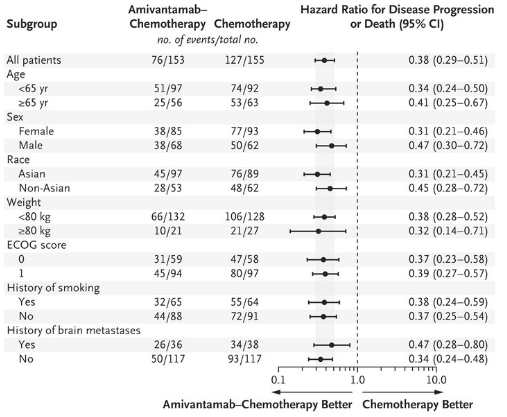 Subgroup Amivantamab–Chemotherapy Chemotherapy Hazard Ratio for Disease Progression or Death (95% CI)
no. of events/total no.
All patients 76/153 127/155 0.38 (0.29–0.51)
Age
<65 yr 51/97 74/92 0.34 (0.24–0.50)
≥65 yr 25/56 53/63 0.41 (0.25–0.67)
Sex
Female 38/85 77/93 0.31 (0.21–0.46)
Male 38/68 50/62 0.47 (0.30–0.72)
Race
Asian 45/97 76/89 0.31 (0.21–0.45)
Non-Asian 28/53 48/62 0.45 (0.28–0.72)
Weight
<80 kg 66/132 106/128 0.38 (0.28–0.52)
≥80 kg 10/21 21/27 0.32 (0.14–0.71)
ECOG score
0 31/59 47/58 0.37 (0.23–0.58)
1 45/94 80/97 0.39 (0.27–0.57)
History of smoking
Yes 32/65 55/64 0.38 (0.24–0.59)
No 44/88 72/91 0.37 (0.25–0.54)
History of brain metastases
Yes 26/36 34/38 0.47 (0.28–0.80)
No 50/117 93/117 0.34 (0.24–0.48)
0.1 1.0 10.0
Amivantamab–Chemotherapy Better Chemotherapy Better